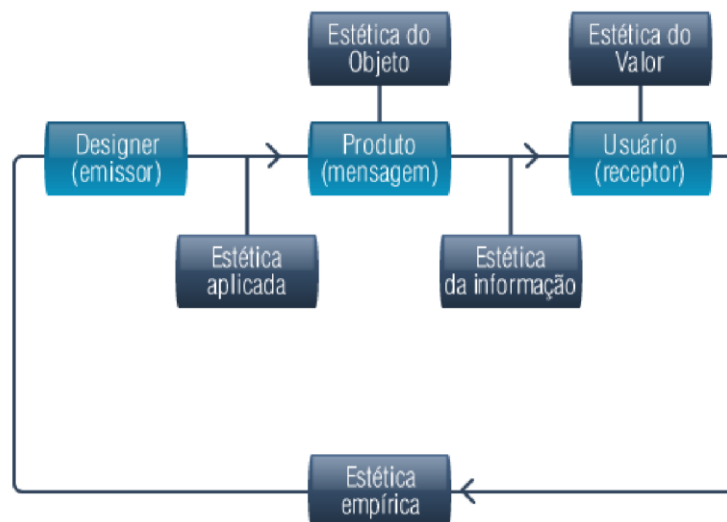 Estética do
Objeto
Estética do
Valor
Designer
(emissor)
Produto
(mensagem)
Usuário
(receptor)
Estética
aplicada
Estética
da informação
Estética
empírica